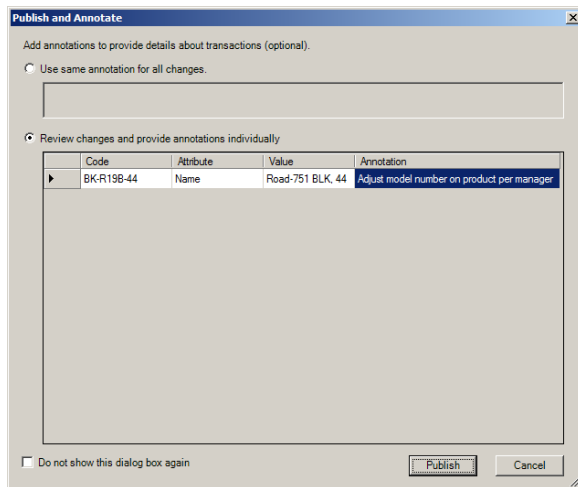 Publish and Annotate
Add annotations to provide details about transactions (optional).
Use same annotation for all changes.
Review changes and provide annotations individually
Code Attribute Value Annotation
BK-R19B-44 Name Road-751 BLK, 44 Adjust model number on product per manager
Do not show this dialog box again
Publish Cancel